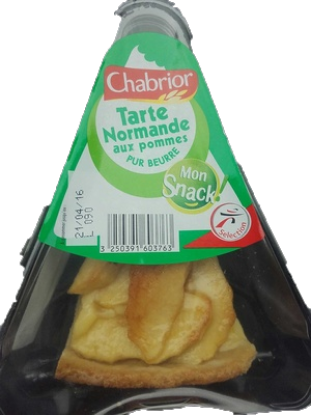 Chabrior
Tarte
Normande
aux pommes
PUR BEURRE
Mon
Snack!
21/04/16
L 090
3 250391 603763
Sélection